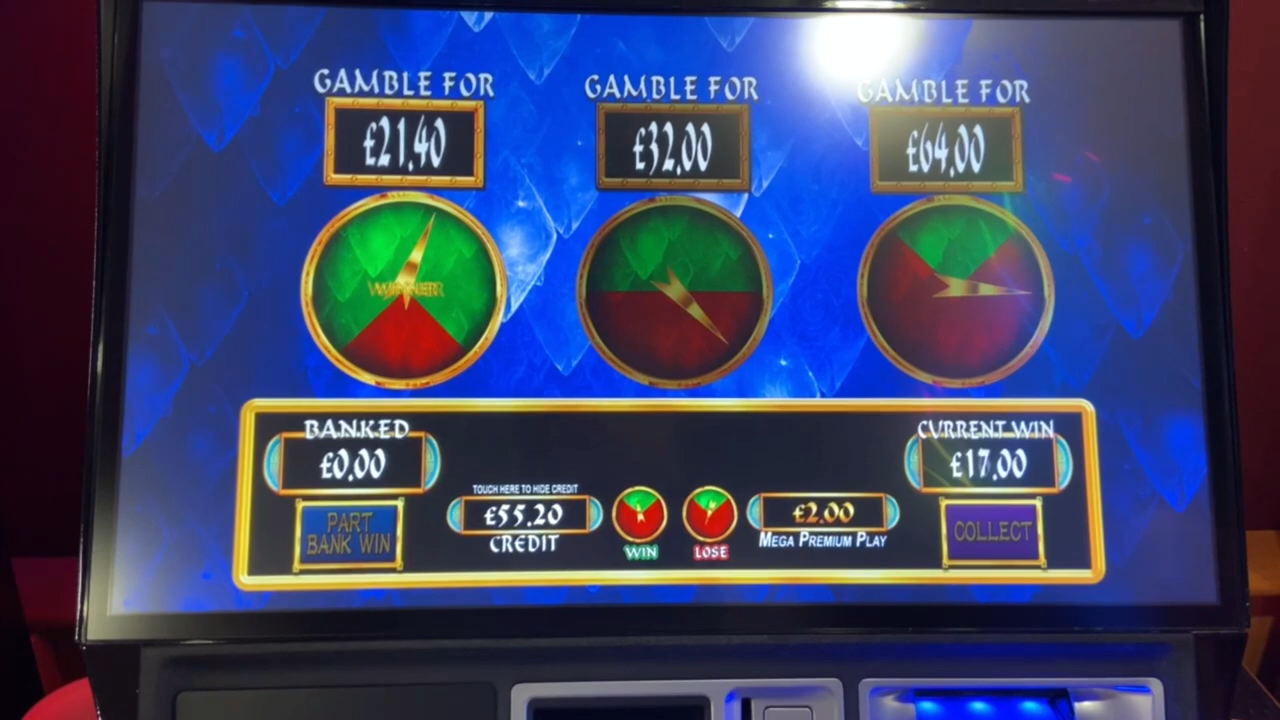 GAMBLE FOR
£21.40
GAMBLE FOR
£32.00
GAMBLE FOR
£64.00
WINNER
BANKED
£0.00
PART
BANK WIN
TOUCH HERE TO HIDE CREDIT
£55.20
CREDIT
WIN
LOSE
£2.00
MEGA PREMIUM PLAY
CURRENT WIN
£17.00
COLLECT